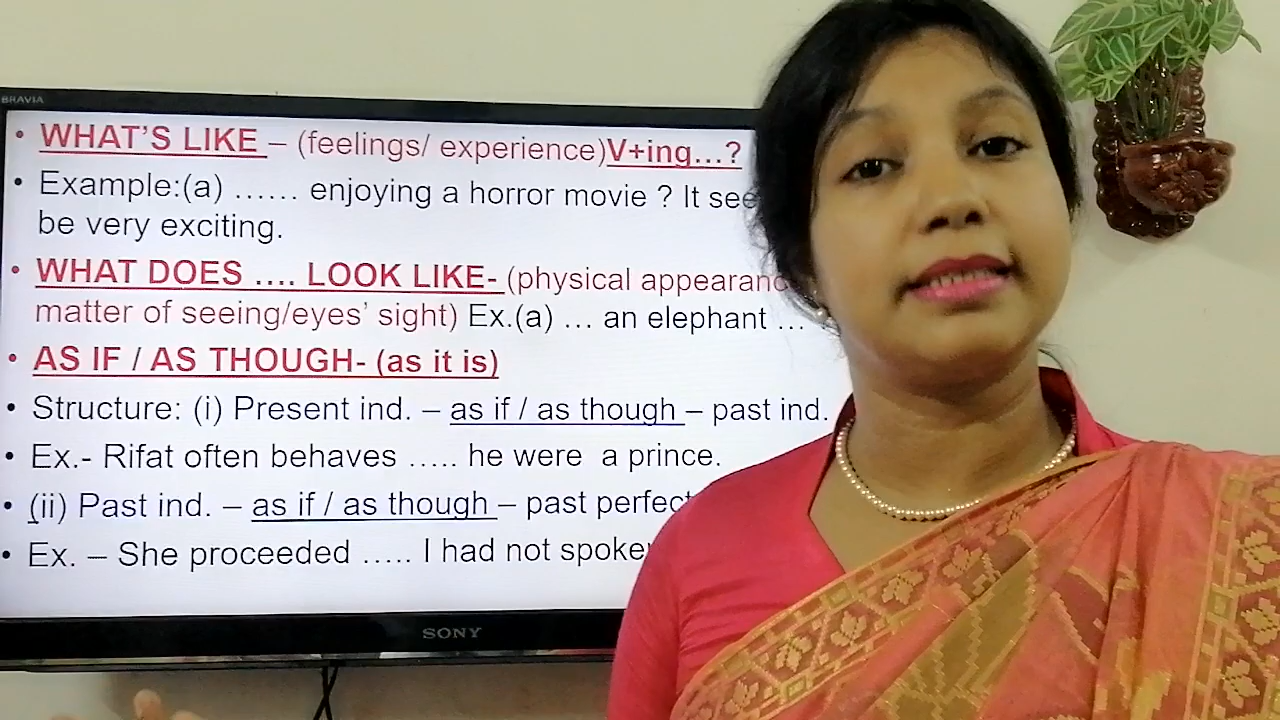 BRAVIA
• WHAT'S LIKE – (feelings/ experience)V+ing...?
• Example:(a) ...... enjoying a horror movie ? It
be very exciting.
• WHAT DOES .... LOOK LIKE- (physical
matter of seeing/eyes' sight) Ex.(a) ... an elephant ...
• AS IF / AS THOUGH- (as it is)
• Structure: (i) Present ind. – as if / as though – past ind.
• Ex.- Rifat often behaves ..... he were a prince.
• (ii) Past ind. – as if / as though – past perfect
• Ex. – She proceeded ..... I had not
SONY